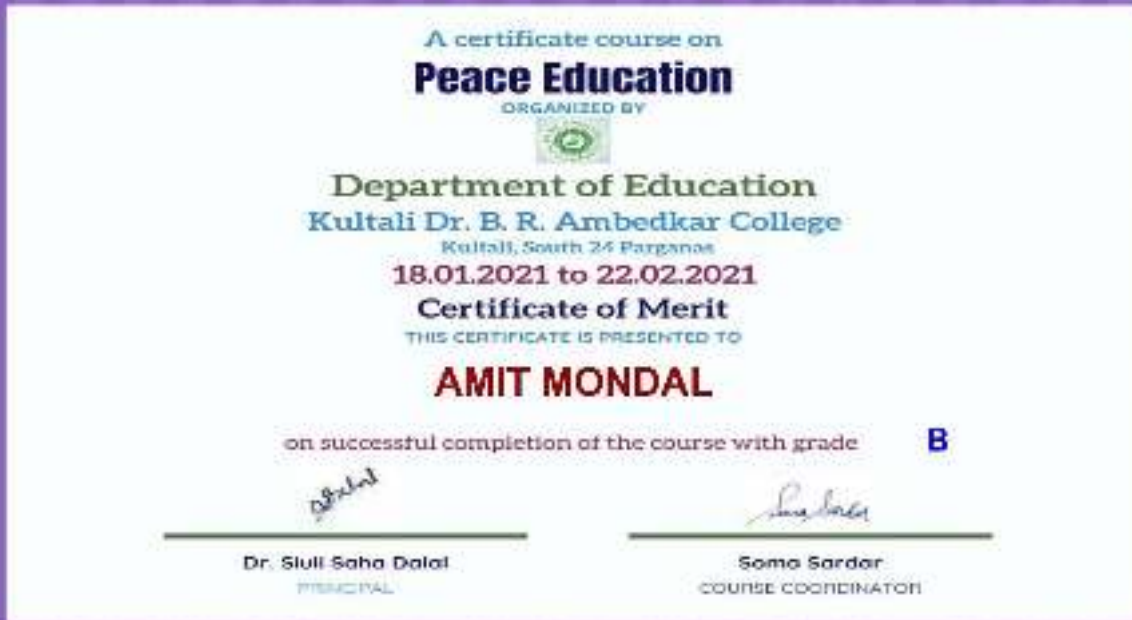 A certificate course on
Peace Education
ORGANIZED BY
Department of Education
Kultali Dr. B. R. Ambedkar College
Kultali, South 24 Parganas
18.01.2021 to 22.02.2021
Certificate of Merit
THIS CERTIFICATE IS PRESENTED TO
AMIT MONDAL
on successful completion of the course with grade B
Dr. Siuli Saha Dalal Soma Sardar
PRINCIPAL COURSE COORDINATOR